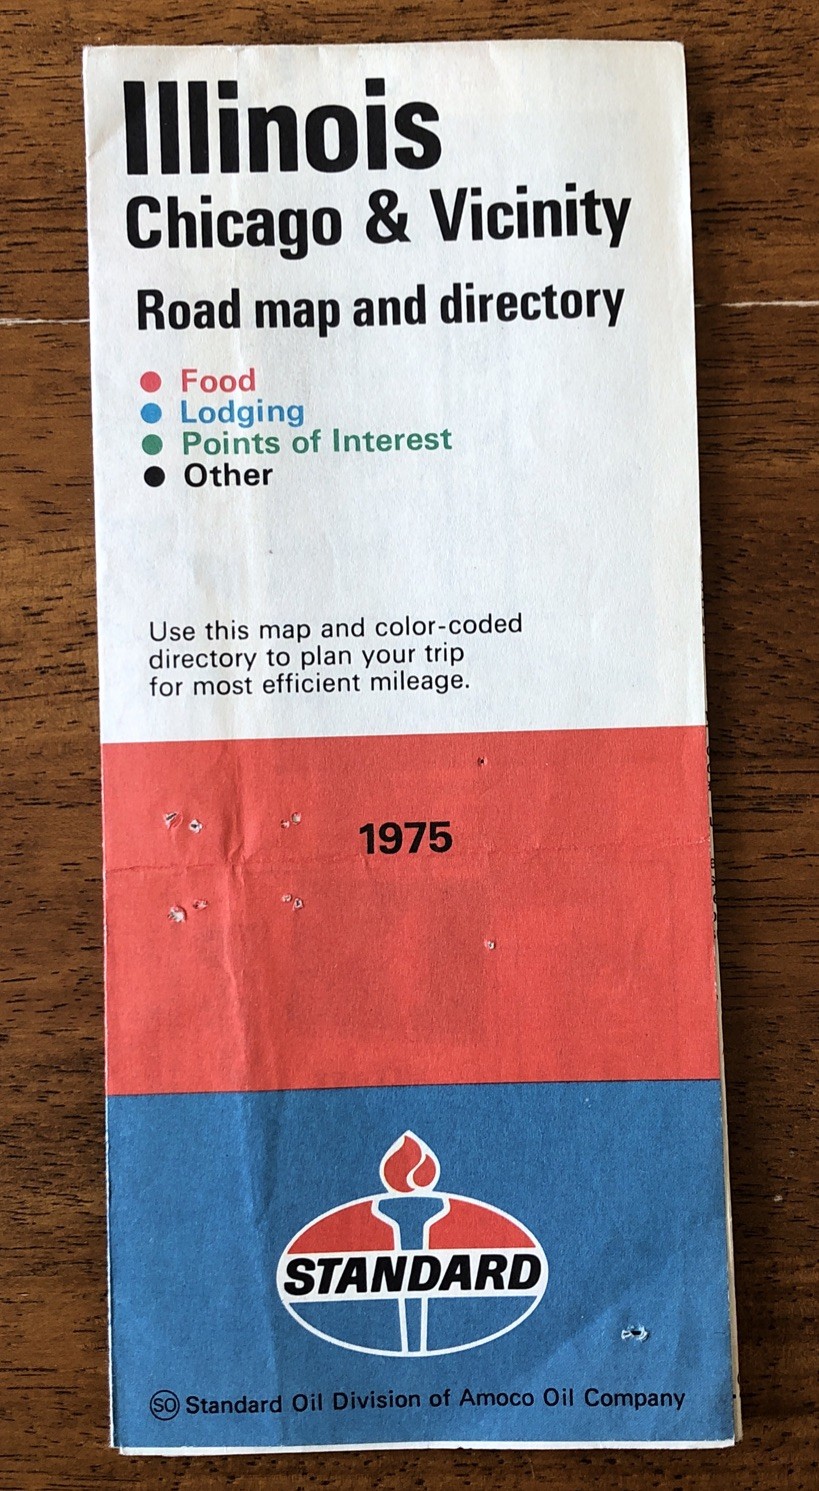 Illinois
Chicago & Vicinity
Road map and directory
Food
Lodging
Points of Interest
Other
Use this map and color-coded
directory to plan your trip
for most efficient mileage.
1975
STANDARD
SO Standard Oil Division of Amoco Oil Company